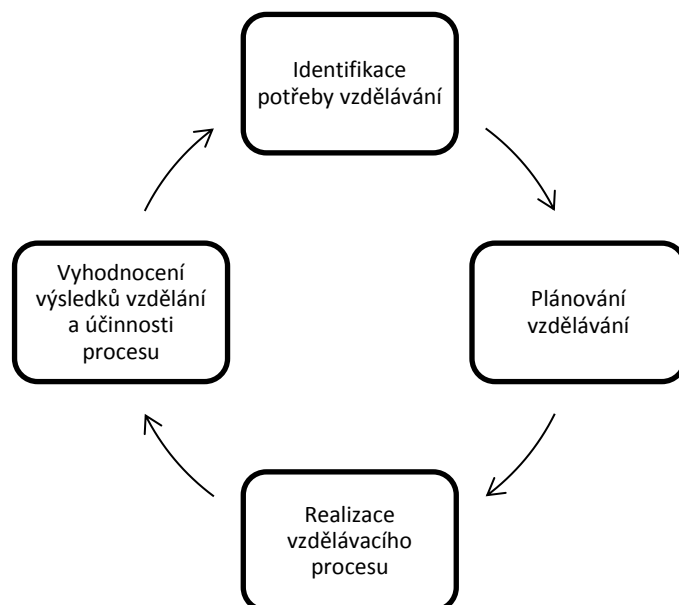 Identifikace
potřeby vzdělávání
Plánování
vzdělávání
Realizace
vzdělávacího
procesu
Vyhodnocení
výsledků vzdělání
a účinnosti
procesu